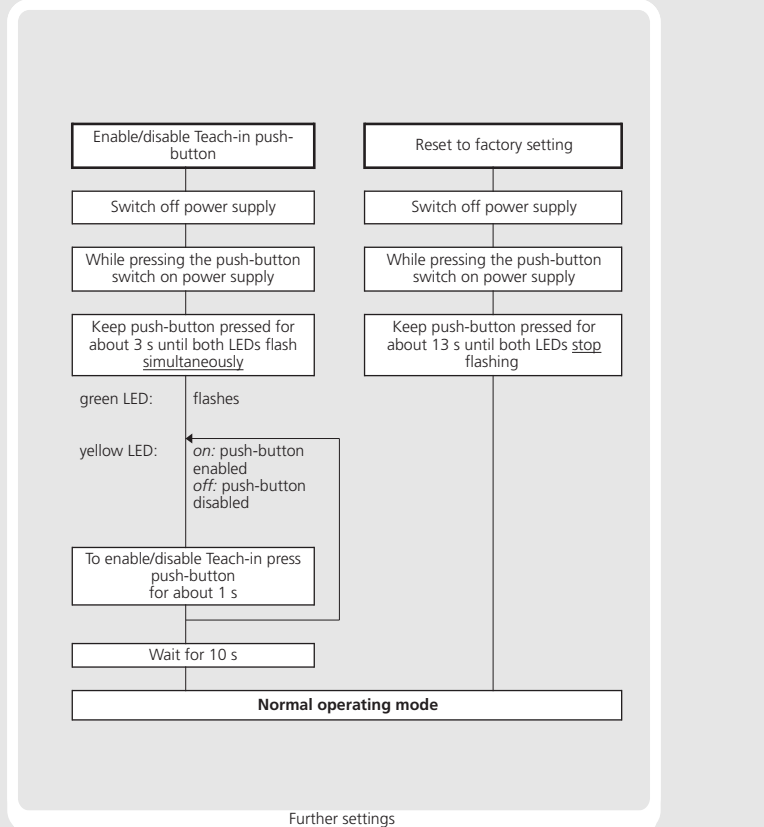 Enable/disable Teach-in push-
button
Switch off power supply
While pressing the push-button
switch on power supply
Keep push-button pressed for
about 3 s until both LEDs flash
simultaneously
green LED: flashes
yellow LED: on: push-button
enabled
off: push-button
disabled
To enable/disable Teach-in press
push-button
for about 1 s
Wait for 10 s
Reset to factory setting
Switch off power supply
While pressing the push-button
switch on power supply
Keep push-button pressed for
about 13 s until both LEDs stop
flashing
Normal operating mode
Further settings